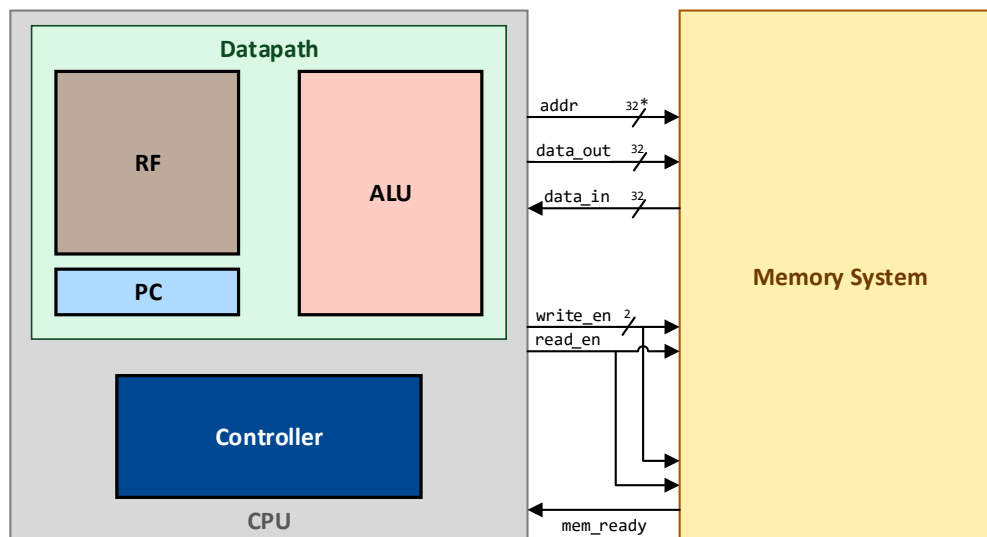 Datapath
RF
ALU
PC
Controller
CPU
addr
32*
data_out
32
data_in
32
write_en
2
read_en
mem_ready
Memory System